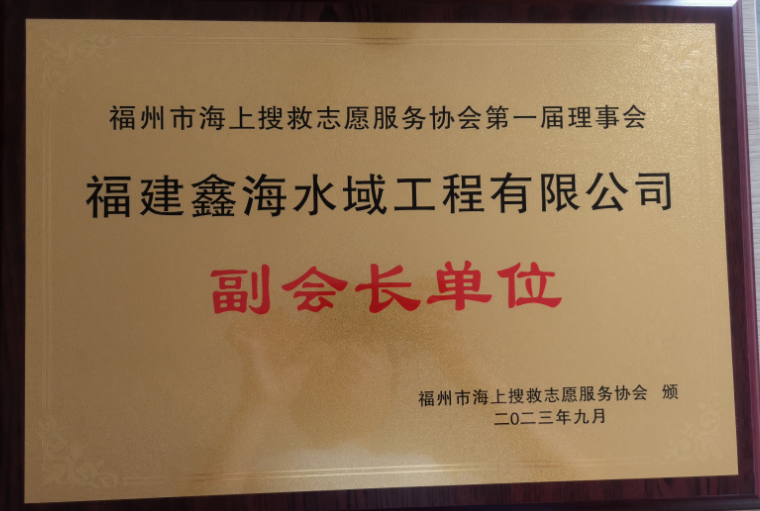 福州市海上搜救志愿服务协会第一届理事会
福建鑫海水域工程有限公司
副会长单位
福州市海上搜救志愿服务协会 颁
二0二三年九月